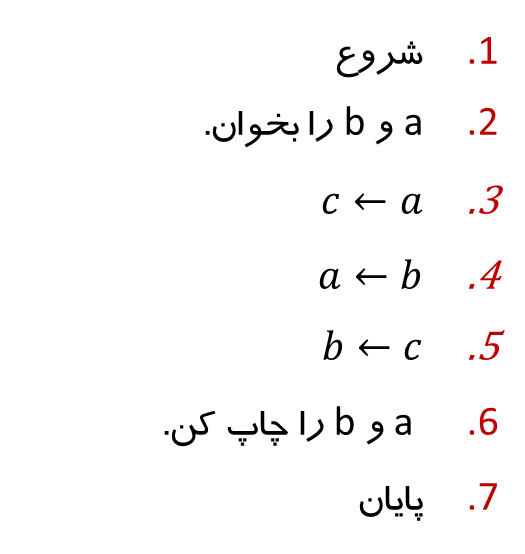 1. شروع
2. a و b را بخوان.
3. c ← a
4. a ← b
5. b ← c
6. a و b را چاپ کن.
7. پایان